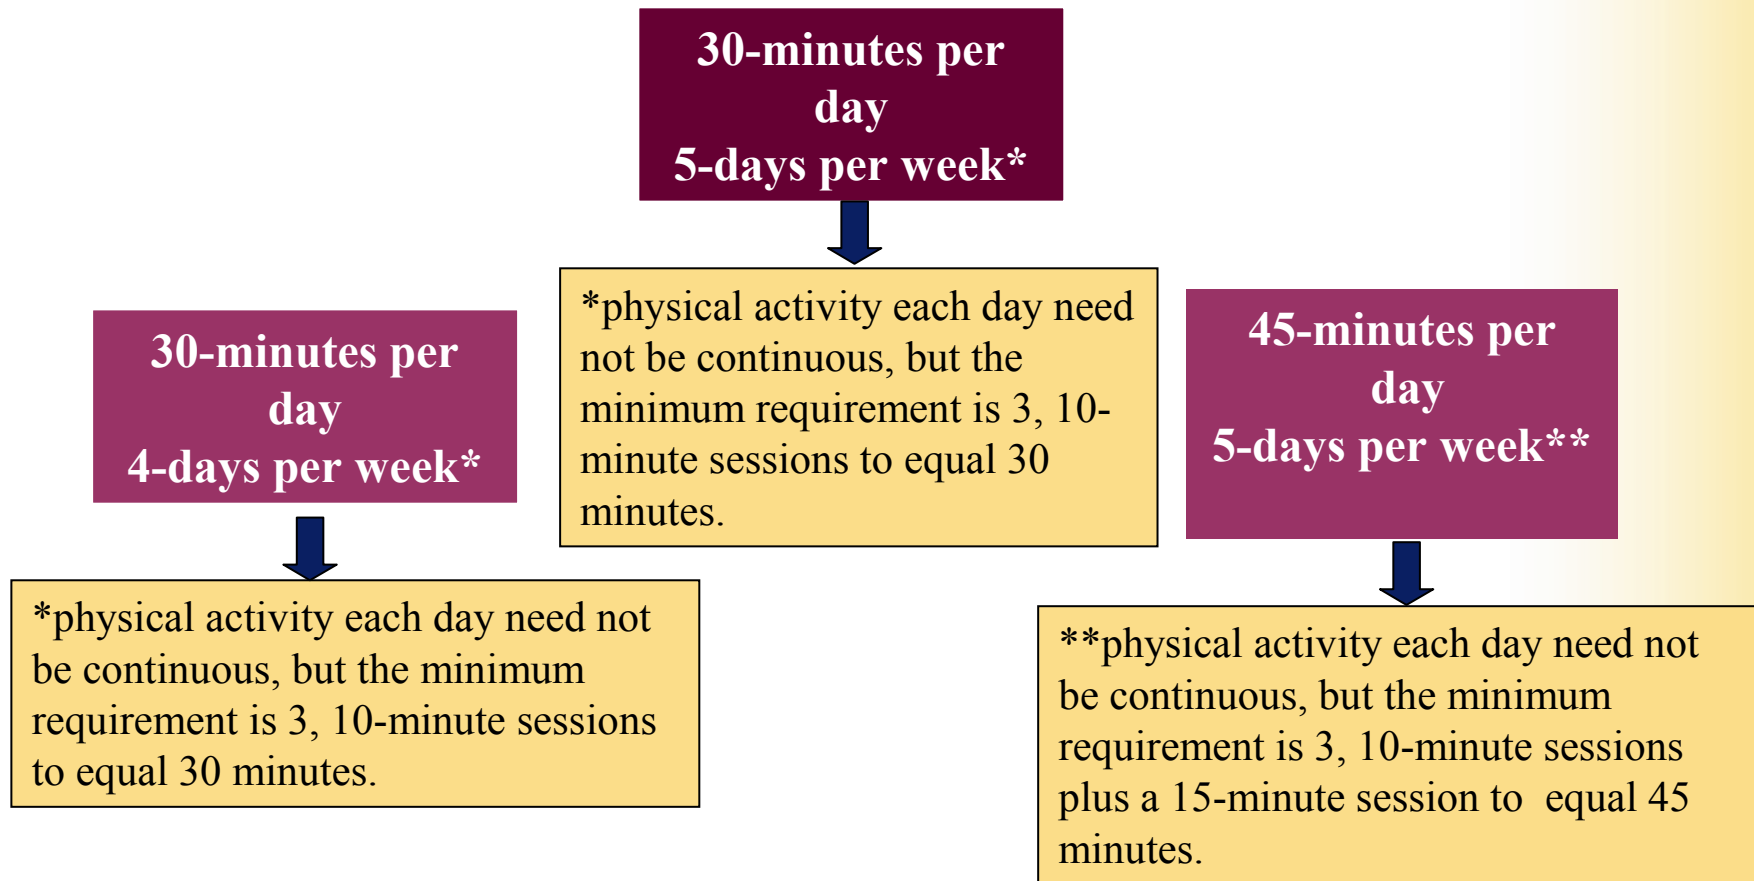 30-minutes per
day
5-days per week*
*physical activity each day need
not be continuous, but the
minimum requirement is 3, 10-
minute sessions to equal 30
minutes.
30-minutes per
day
4-days per week*
*physical activity each day need not
be continuous, but the minimum
requirement is 3, 10-minute sessions
to equal 30 minutes.
45-minutes per
day
5-days per week**
**physical activity each day need not
be continuous, but the minimum
requirement is 3, 10-minute sessions
plus a 15-minute session to  equal 45
minutes.